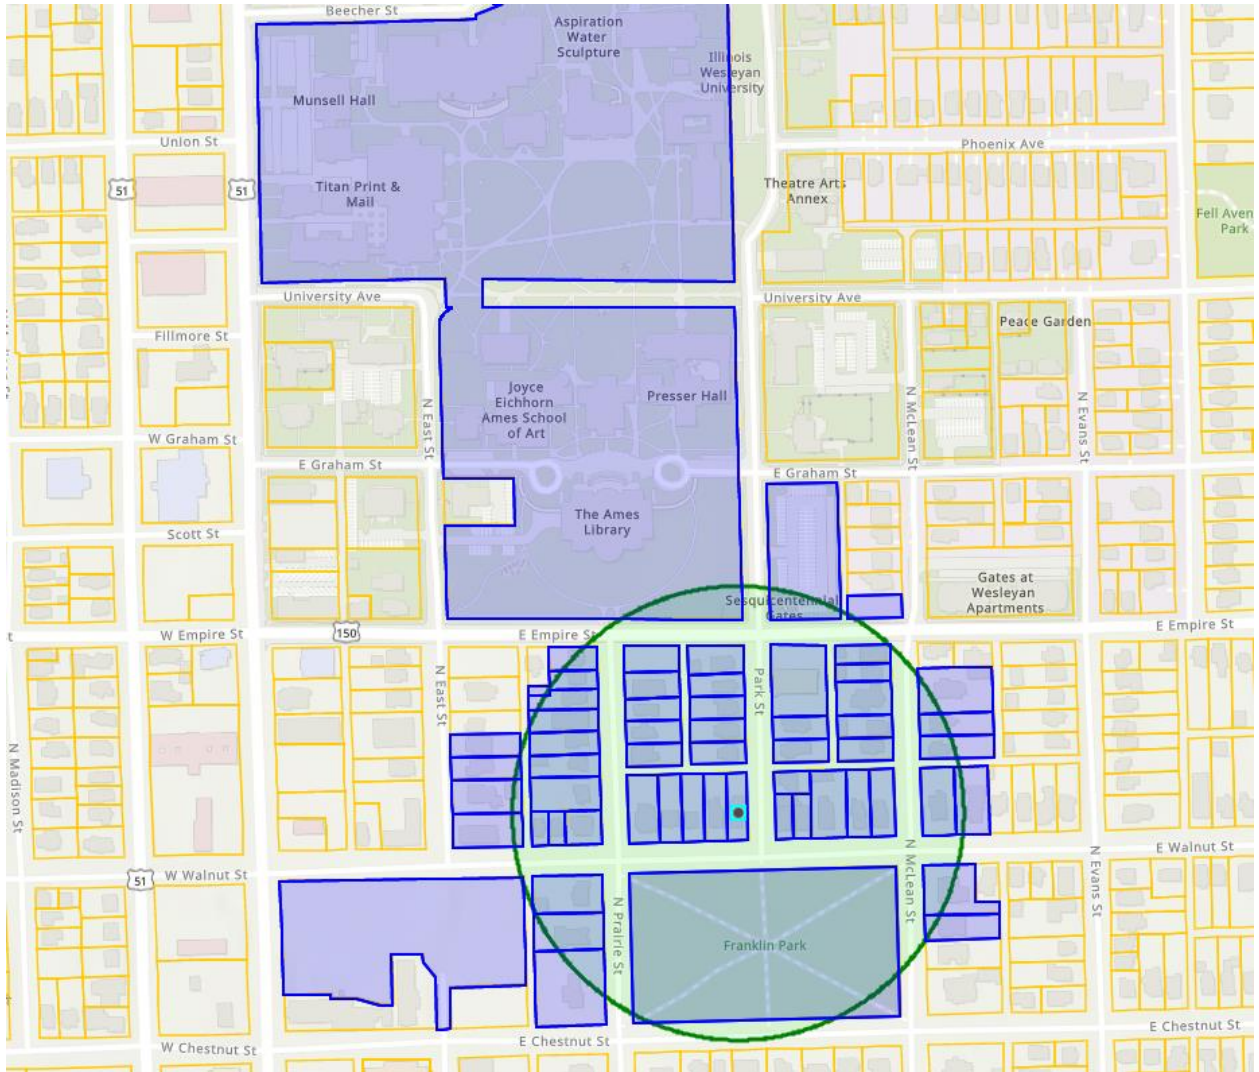 Beecher St
Aspiration
Water
Sculpture
Illinois
Wesleyan
University
Munsell Hall
Union St
Phoenix Ave
51
51
Titan Print &
Mail
Theatre Arts
Annex
Fell Aven
Park
University Ave
University Ave
Peace Garden
Fillmore St
Joyce
Eichhorn
Ames School
of Art
Presser Hall
N East St
N McLean St
N Evans St
W Graham St
E Graham St
E Graham St
The Ames
Library
Scott St
Gates at
Wesleyan
Apartments
Sesquicentennial
Gates
t
W Empire St
150
E Empire St
E Empire St
N East St
Park St
N Madison St
E Walnut St
W Walnut St
51
N McLean St
N Evans St
N Prairie St
Franklin Park
W Chestnut St
E Chestnut St
E Chestnut St